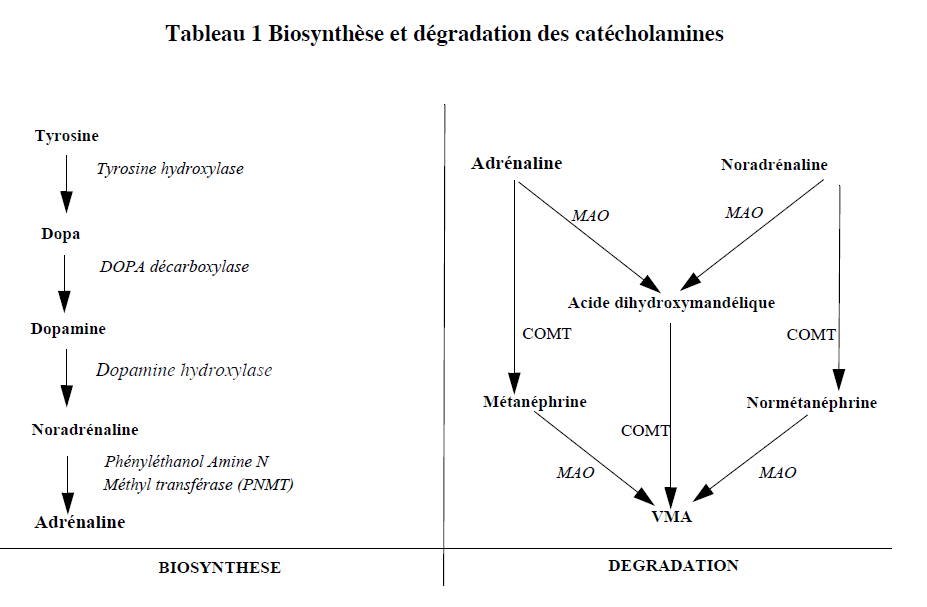 Tableau 1 Biosynthèse et dégradation des catécholamines
Tyrosine
Tyrosine hydroxylase
Dopa
DOPA décarboxylase
Dopamine
Dopamine hydroxylase
Noradrénaline
Phényléthanol Amine N
Méthyl transférase (PNMT)
Adrénaline
BIOSYNTHESE
Adrénaline
Noradrénaline
MAO
MAO
Acide dihydroxymandélique
COMT
COMT
Métanéphrine
Normétanéphrine
COMT
MAO
MAO
VMA
DEGRADATION